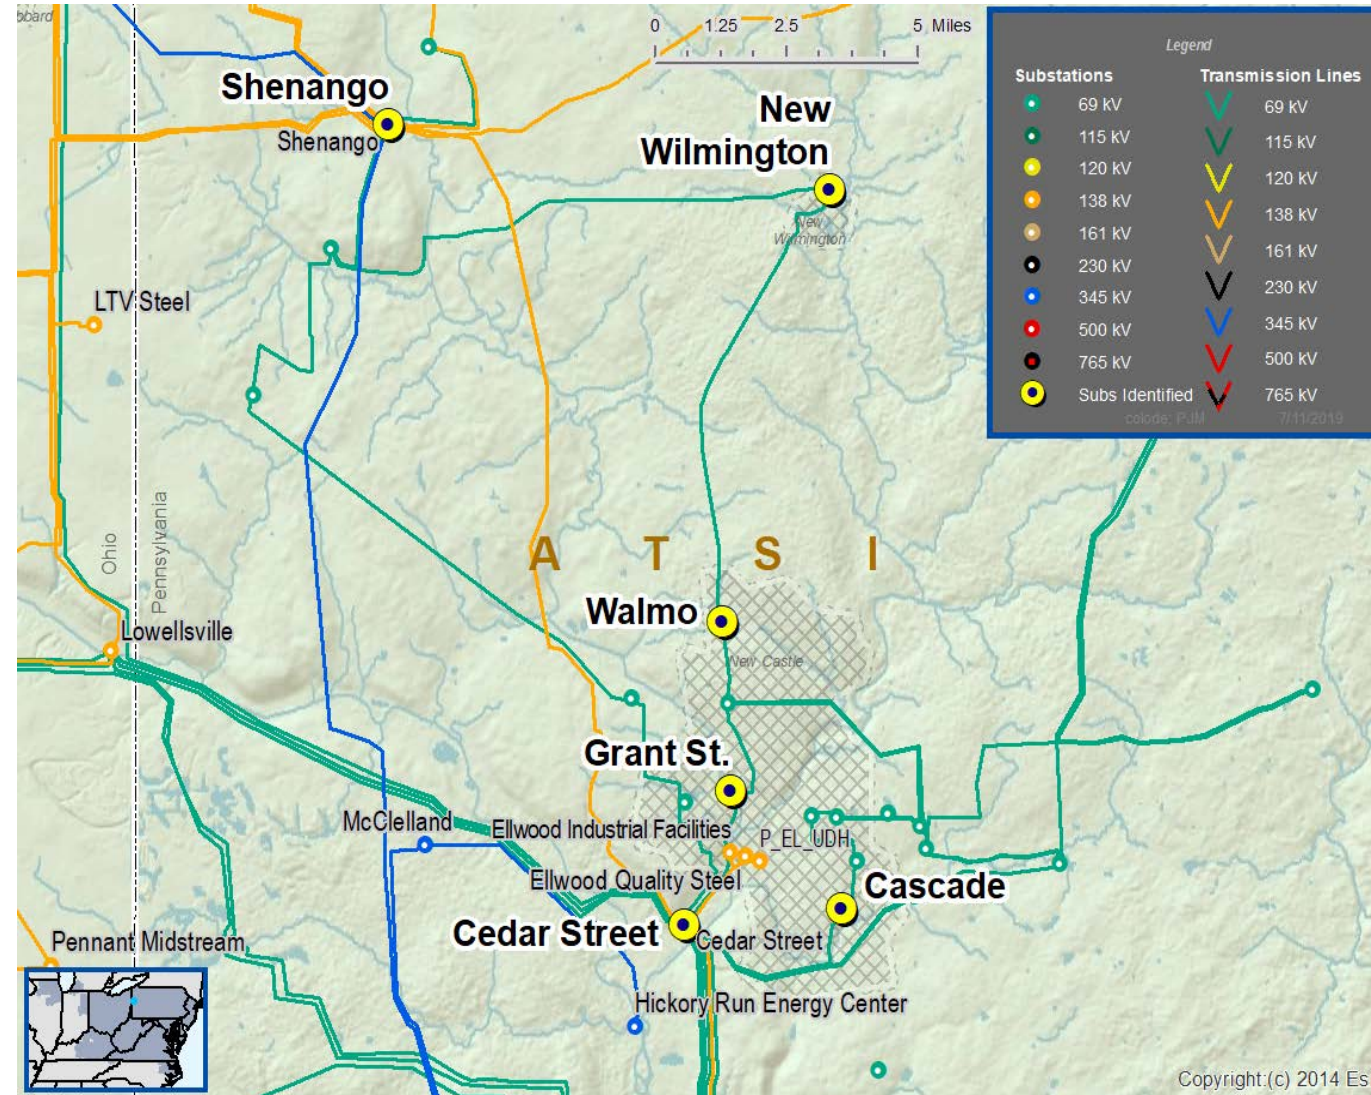 0 1.25 2.5 5 Miles
Shenango
Shenango
New
Wilmington
New
Wilmington
Legend
Substations Transmission Lines
69 kV 69 kV
115 kV 115 kV
120 kV 120 kV
138 kV 138 kV
161 kV 161 kV
230 kV 230 kV
345 kV 345 kV
500 kV 500 kV
765 kV 765 kV
Subs Identified
7/11/2019
LTV Steel
Ohio
Pennsylvania
A T S I
Lowellsville
Walmo
New Castle
Grant St.
McClelland
Ellwood Industrial Facilities
P_EL_UDH
Ellwood Quality Steel
Cascade
Cedar Street
Cedar Street
Pennant Midstream
Hickory Run Energy Center
Copyright:(c) 2014 Es